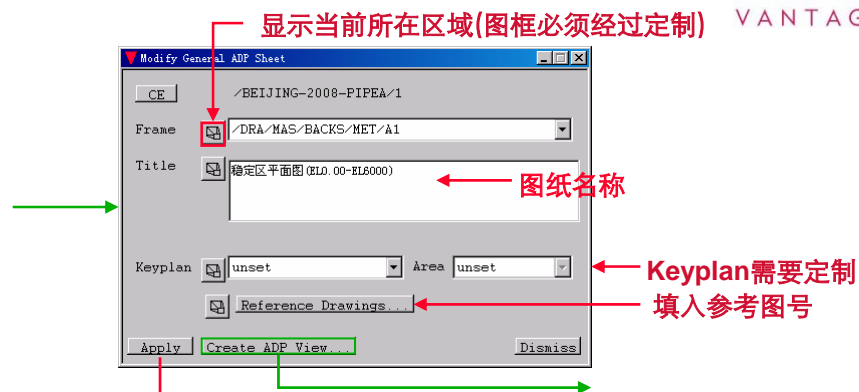 显示当前所在区域(图框必须经过定制)
VANTAG
Modify General ADP Sheet
CE /BEIJING-2008-PIPEA/1
Frame /DRA/MAS/BACKS/MET/A1
Title 稳定区平面图(EL0.00-EL6000)
图纸名称
Keyplan unset Area unset
Keyplan需要定制
Reference Drawings...
填入参考图号
Apply Create ADP View... Dismiss